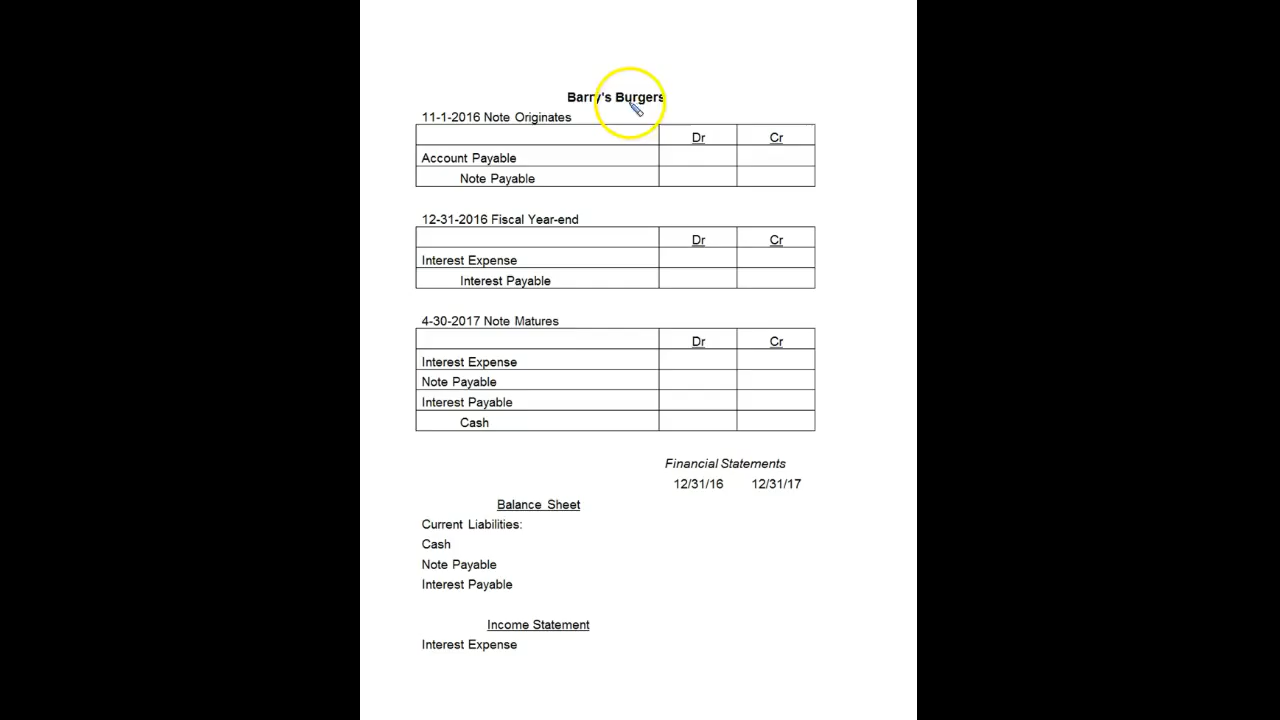 Barry's Burgers
11-1-2016 Note Originates
Dr Cr
Account Payable
Note Payable
12-31-2016 Fiscal Year-end
Dr Cr
Interest Expense
Interest Payable
4-30-2017 Note Matures
Dr Cr
Interest Expense
Note Payable
Interest Payable
Cash
Financial Statements
12/31/16 12/31/17
Balance Sheet
Current Liabilities:
Cash
Note Payable
Interest Payable
Income Statement
Interest Expense